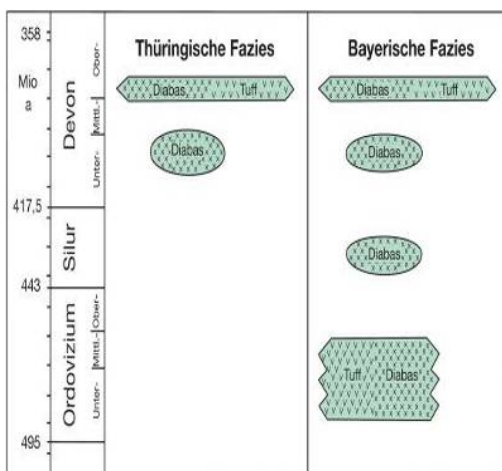 Thüringische Fazies
Bayerische Fazies
358
Mio
a
417,5
443
495
Devon
Silur
Ordovizium
Ober-
Mittl.-
Unter-
Ober-
Mittl.-
Unter-
Diabas Tuff
Diabas
Diabas Tuff
Diabas
Diabas
Tuff Diabas